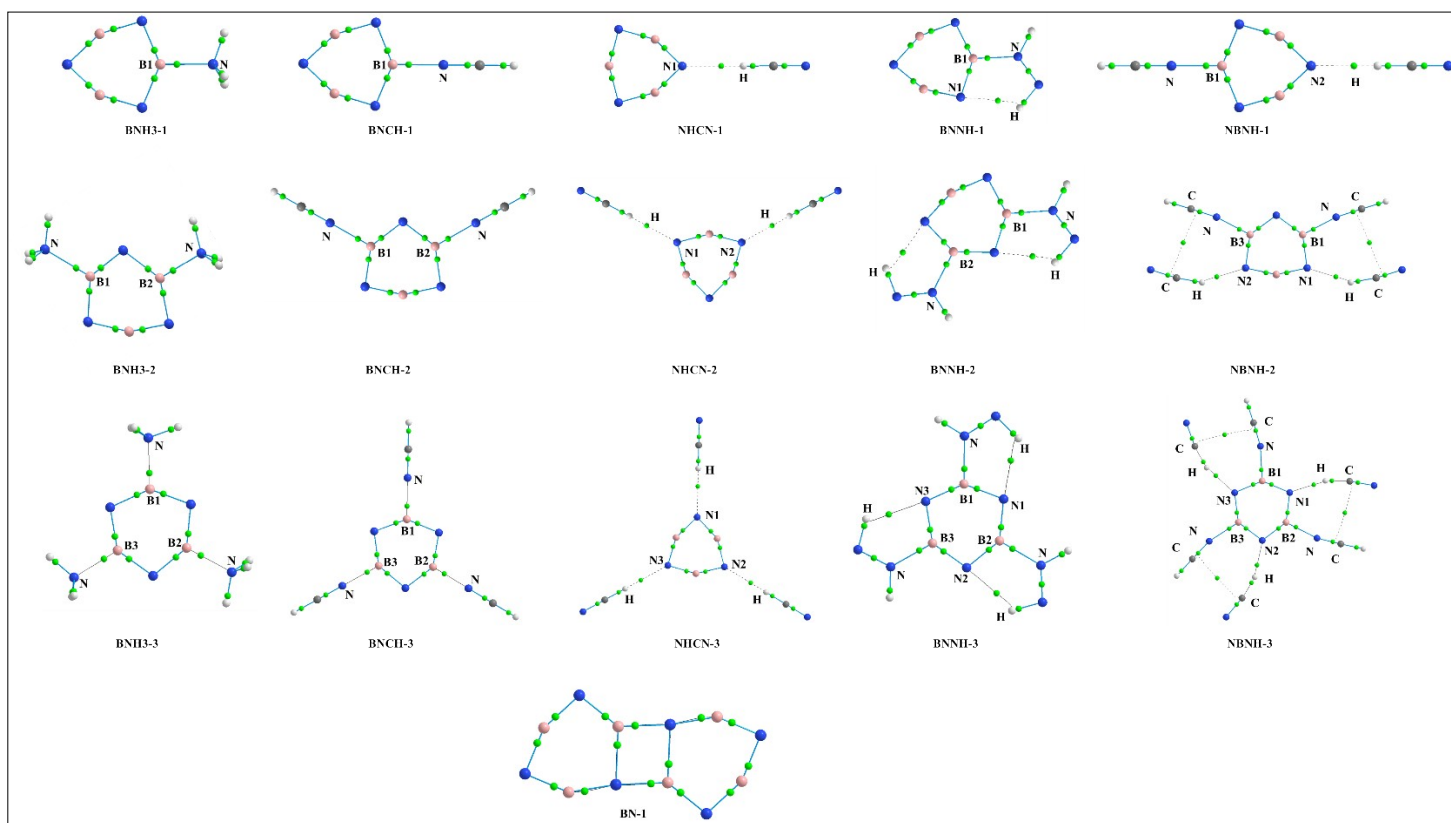 B1 N
BNH3-1
B1 N
BNCH-1
N1 H
NHCN-1
B1 N
N1 H
BNNH-1
N B1 N2 H
NBNH-1
N N
B1 B2
BNH3-2
N N
B1 B2
BNCH-2
H H
N1 N2
NHCN-2
B1 N
H B2 H
N
BNNH-2
C C
N N
B3 B1
C H N2 N1 H C
NBNH-2
N
B1
B3 B2
N N
BNH3-3
N
B1
B3 B2
N N
BNCH-3
H
N1
N3 N2
H H
NHCN-3
N H
N3 B1 N1
H
B3 B2
N N2 N
H
BNNH-3
C
C N
H B1 H C
N3 N1
N B3 B2 N
C N2 C
H
C
NBNH-3
BN-1